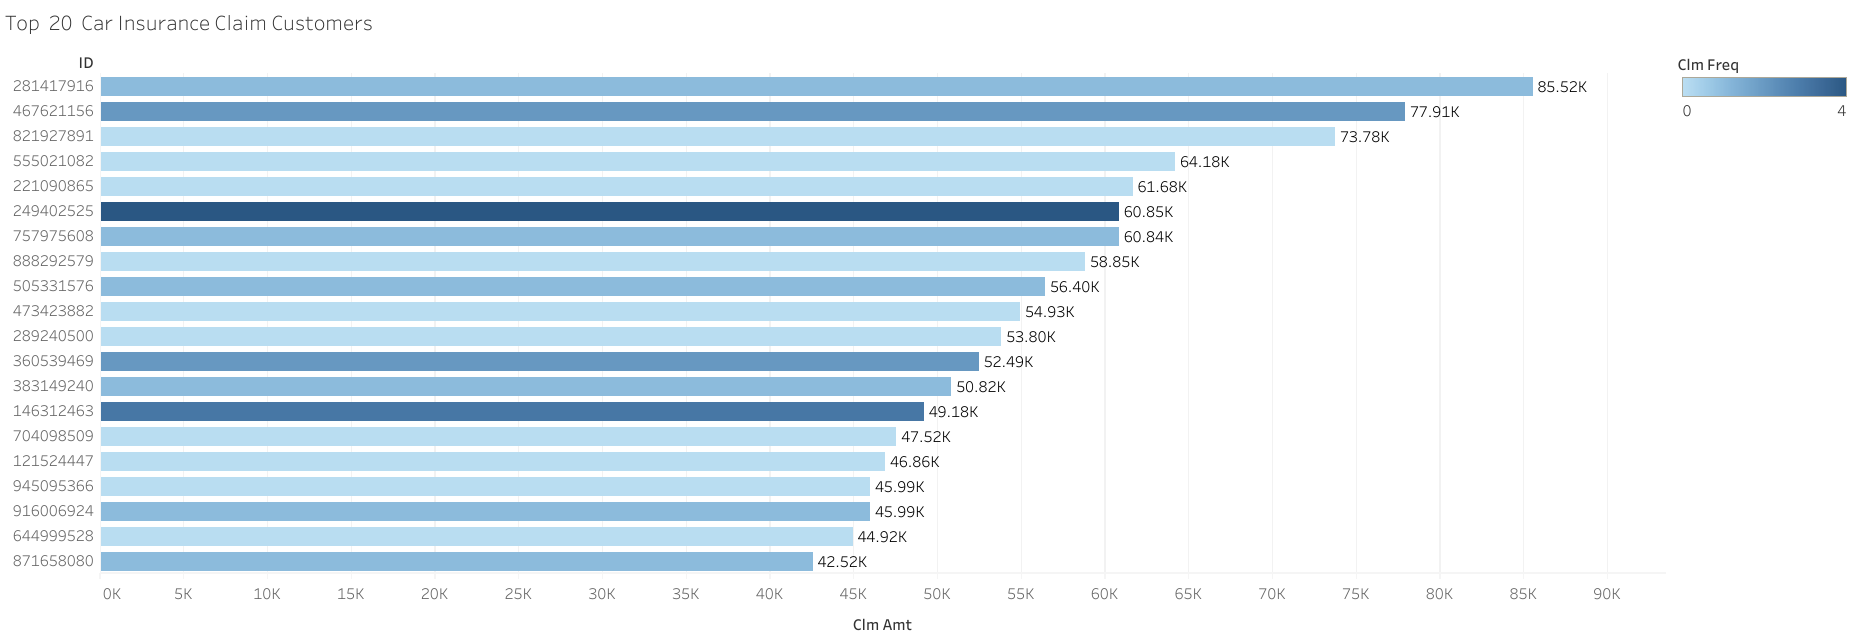 Top 20 Car Insurance Claim Customers
ID
281417916 85.52K
467621156 77.91K
821927891 73.78K
555021082 64.18K
221090865 61.68K
249402525 60.85K
757975608 60.84K
888292579 58.85K
505331576 56.40K
473423882 54.93K
289240500 53.80K
360539469 52.49K
383149240 50.82K
146312463 49.18K
704098509 47.52K
121524447 46.86K
945095366 45.99K
916006924 45.99K
644999528 44.92K
871658080 42.52K
0K 5K 10K 15K 20K 25K 30K 35K 40K 45K 50K 55K 60K 65K 70K 75K 80K 85K 90K
Clm Amt
Clm Freq
0 4